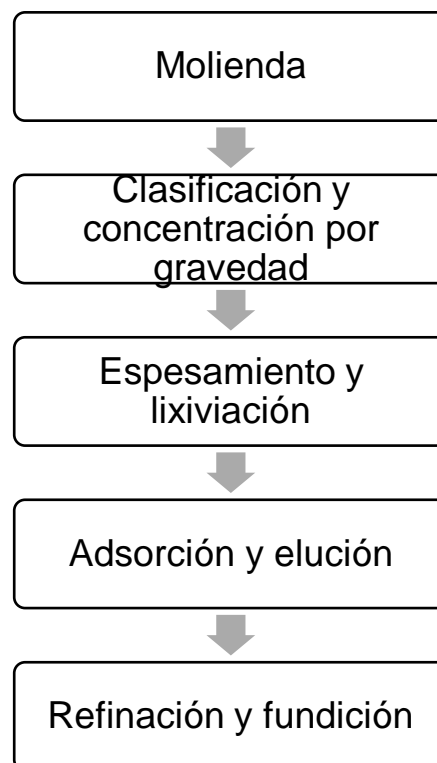 Molienda
Clasificación y
concentración por
gravedad
Espesamiento y
lixiviación
Adsorción y elución
Refinación y fundición